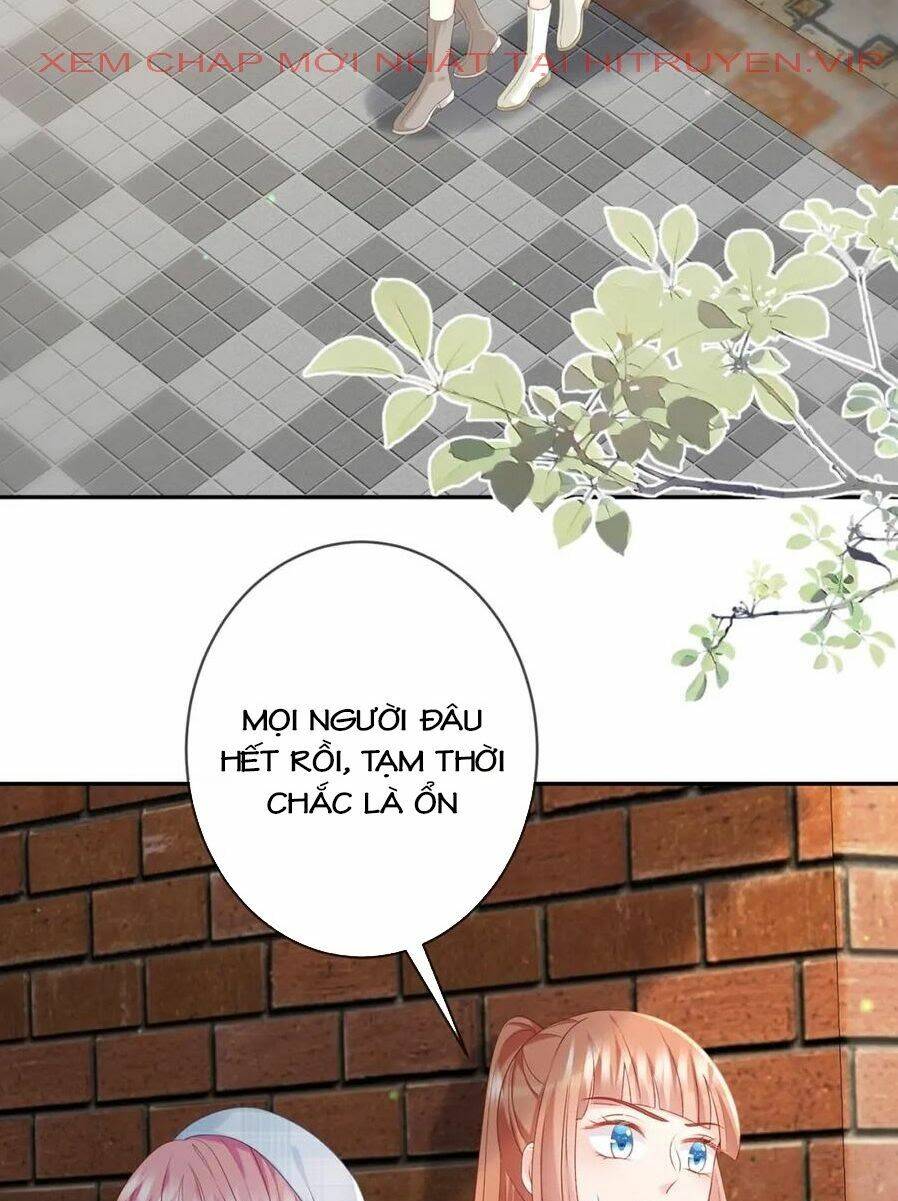 XEM CHAP MỚI NHẤT TẠI HITRUYEN.VIP
MỌI NGƯỜI ĐÂU
HẾT RỒI, TẠM THỜI
CHẮC LÀ ỔN